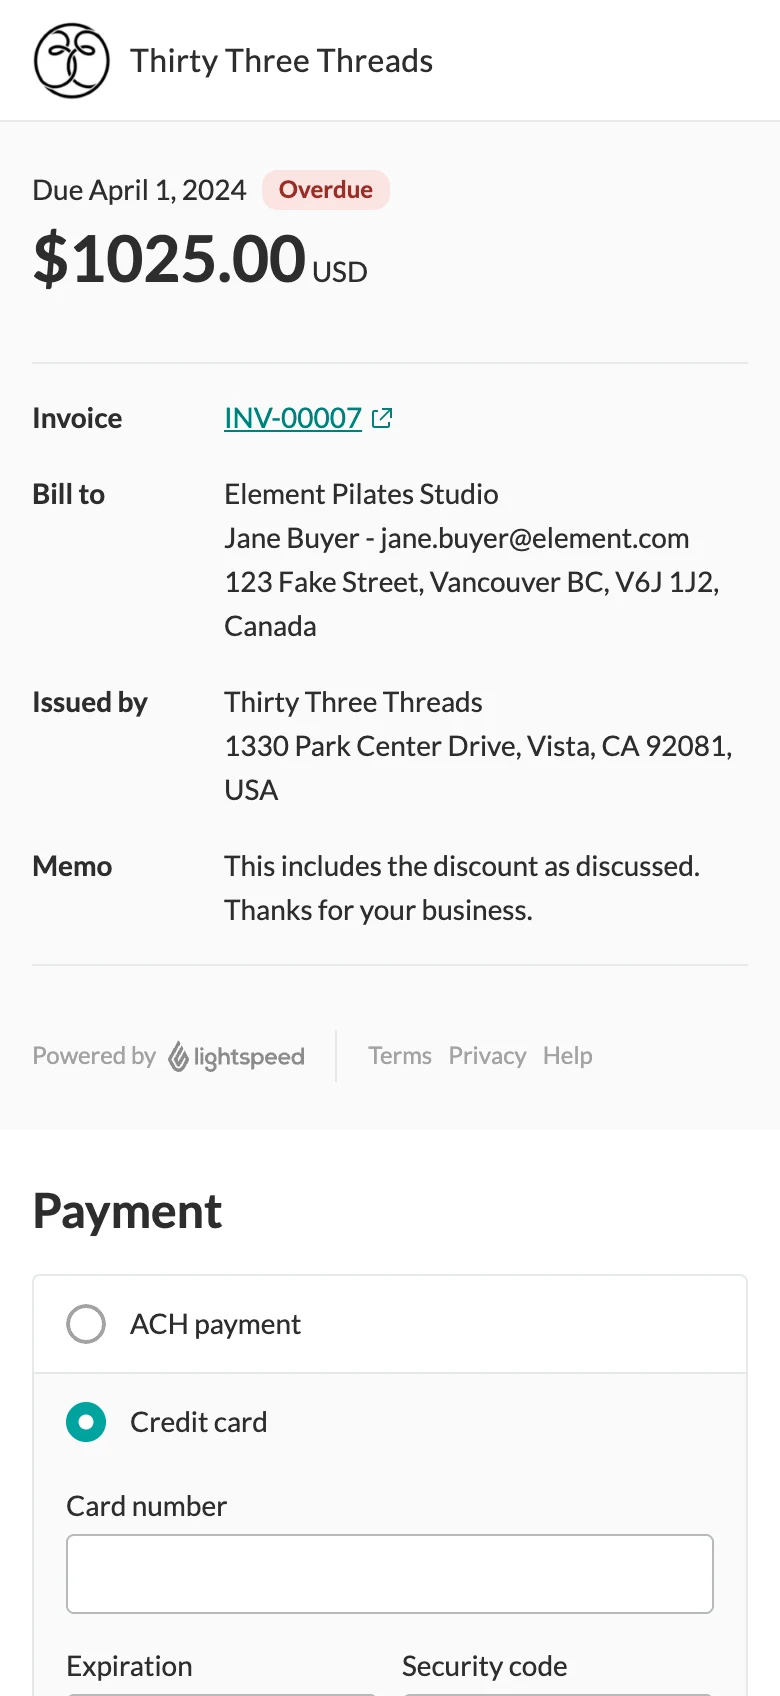 Thirty Three Threads
Due April 1, 2024 Overdue
$1025.00 USD
Invoice INV-00007
Bill to Element Pilates Studio
Jane Buyer - jane.buyer@element.com
123 Fake Street, Vancouver BC, V6J 1J2,
Canada
Issued by Thirty Three Threads
1330 Park Center Drive, Vista, CA 92081,
USA
Memo This includes the discount as discussed.
Thanks for your business.
Powered by lightspeed Terms Privacy Help
Payment
ACH payment
Credit card
Card number
Expiration Security code